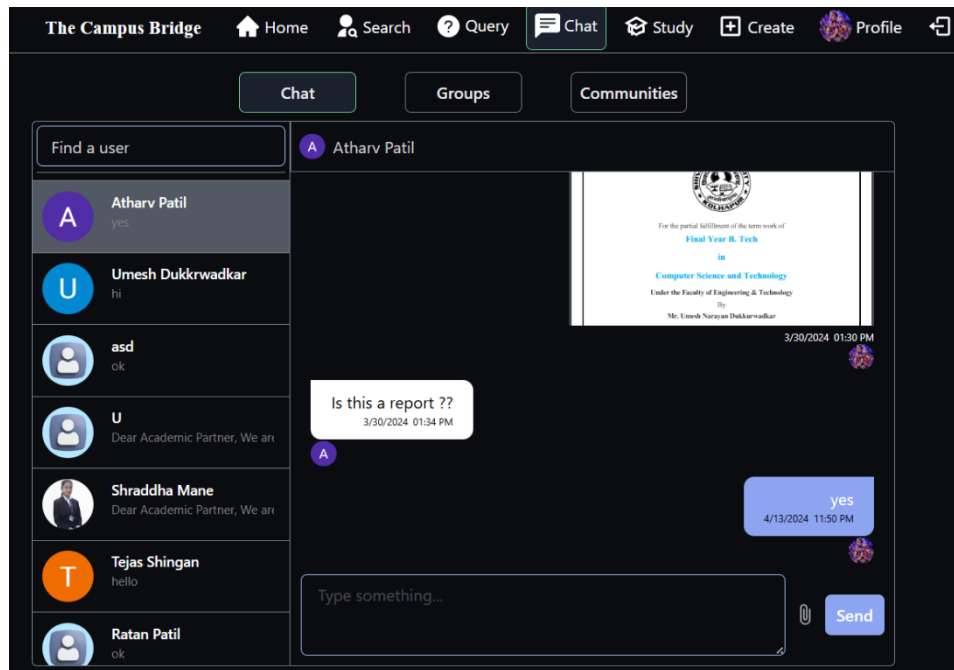 The Campus Bridge Home Search Query Chat Study Create Profile
Chat Groups Communities
Find a user
A Atharv Patil
A Atharv Patil
yes
U Umesh Dukkrwadkar
hi
asd
ok
U
Dear Academic Partner, We are
Shraddha Mane
Dear Academic Partner, We are
T Tejas Shingan
hello
Ratan Patil
ok
KOLHAPUR
For the partial fulfillment of the term work of
Final Year B. Tech
in
Computer Science and Technology
Under the Faculty of Engineering & Technology
By
Mr. Umesh Narayan Dukkurwadkar
3/30/2024 01:30 PM
Is this a report ??
3/30/2024 01:34 PM
A
yes
4/13/2024 11:50 PM
Type something...
Send